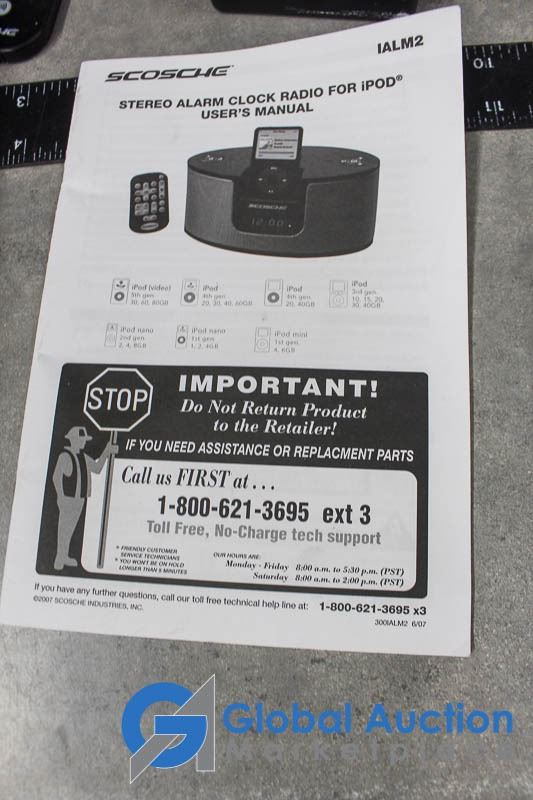 IALM2
SCOSCHE
STEREO ALARM CLOCK RADIO FOR iPOD®
USER'S MANUAL
SCOSCHE
12:00
iPod (video)
5th gen.
30, 60, 80GB
iPod
4th gen.
20, 30, 40, 60GB
iPod
4th gen.
20, 40GB
iPod
3rd gen.
10, 15, 20,
30, 40GB
iPod nano
2nd gen.
2, 4, 8GB
iPod nano
1st gen.
1, 2, 4GB
iPod mini
1st gen.
4, 6GB
STOP
IMPORTANT!
Do Not Return Product
to the Retailer!
IF YOU NEED ASSISTANCE OR REPLACMENT PARTS
Call us FIRST at . . .
1-800-621-3695 ext 3
Toll Free, No-Charge tech support
* FRIENDLY CUSTOMER
SERVICE TECHNICIANS
* YOU WON'T BE ON HOLD
LONGER THAN 5 MINUTES
OUR HOURS ARE:
Monday - Friday 8:00 a.m. to 5:30 p.m. (PST)
Saturday 8:00 a.m. to 2:00 p.m. (PST)
If you have any further questions, call our toll free technical help line at: 1-800-621-3695 x3
©2007 SCOSCHE INDUSTRIES, INC.
300IALM2 6/07
3
4
10
11
Global Auction
Marketplace